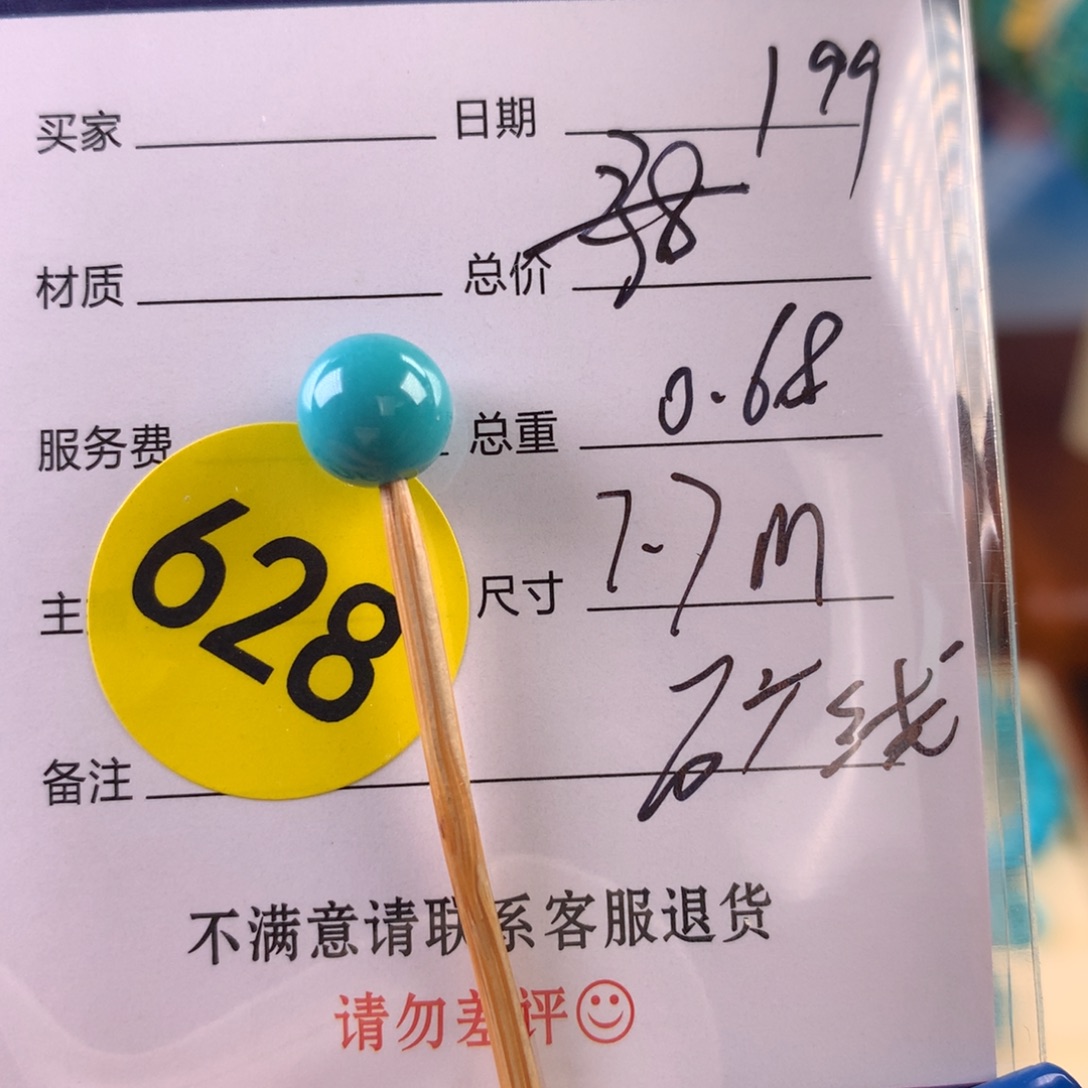 199
买家 日期
38
材质 总价
0.68
服务费 总重
7.7m
628
主 尺寸
线
备注
不满意请联系客服退货
请勿差评